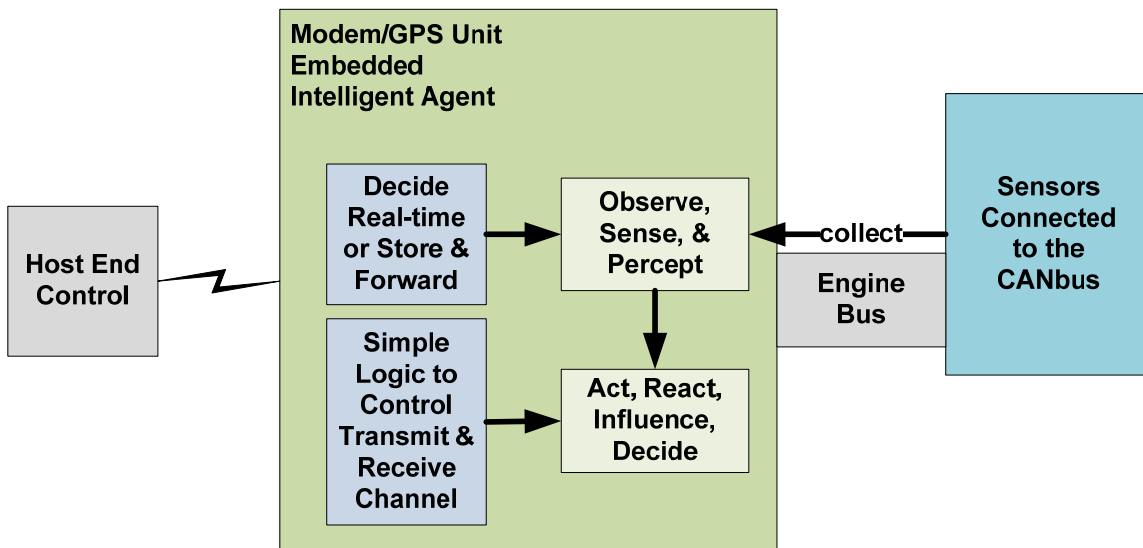 Modem/GPS Unit
Embedded
Intelligent Agent
Host End
Control
Decide
Real-time
or Store &
Forward
Observe,
Sense, &
Percept
collect
Engine
Bus
Sensors
Connected
to the
CANbus
Simple
Logic to
Control
Transmit &
Receive
Channel
Act, React,
Influence,
Decide